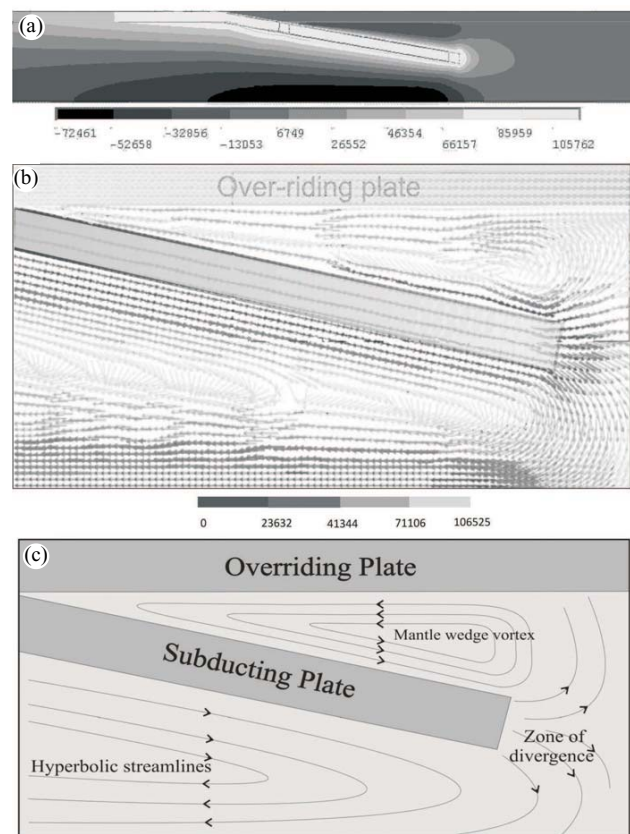 (a)
−72461 −32856 6749 46354 85959
−52658 −13053 26552 66157 105762
(b)
Over-riding plate
0 23632 41344 71106 106525
(c)
Overriding Plate
Mantle wedge vortex
Subducting Plate
Zone of
divergence
Hyperbolic streamlines